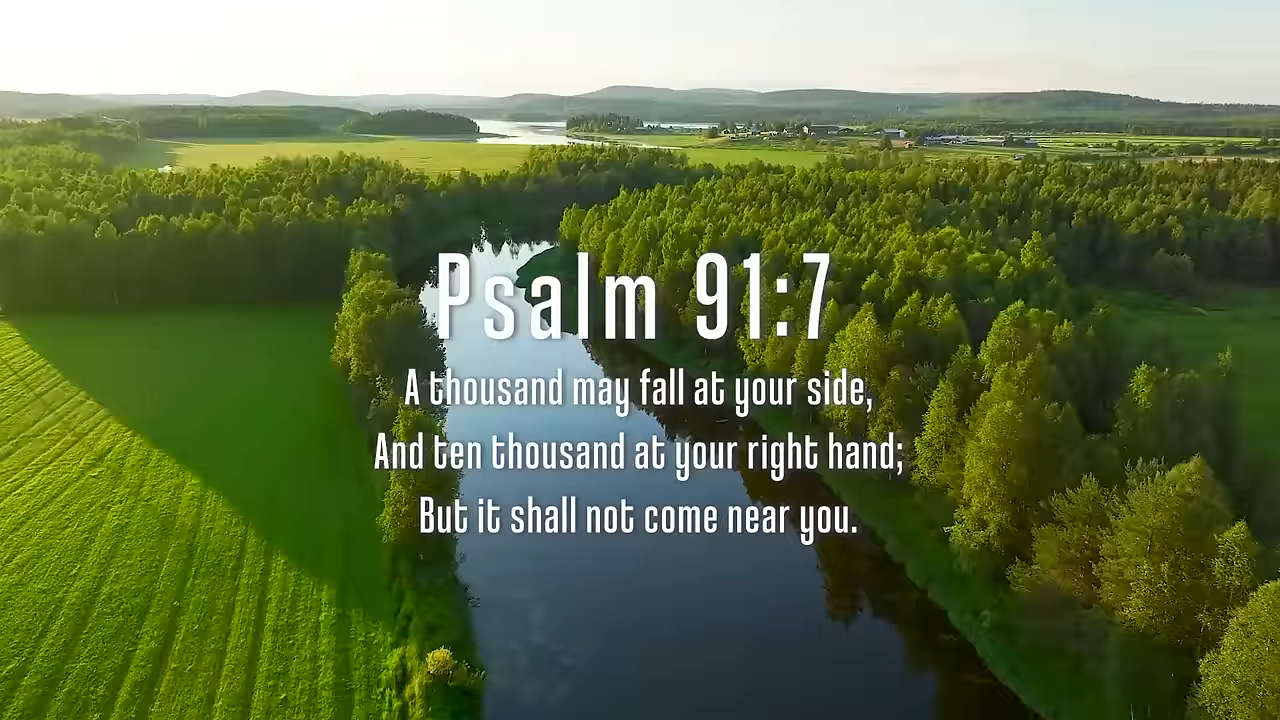 Psalm 91:7
A thousand may fall at your side,
And ten thousand at your right hand;
But it shall not come near you.